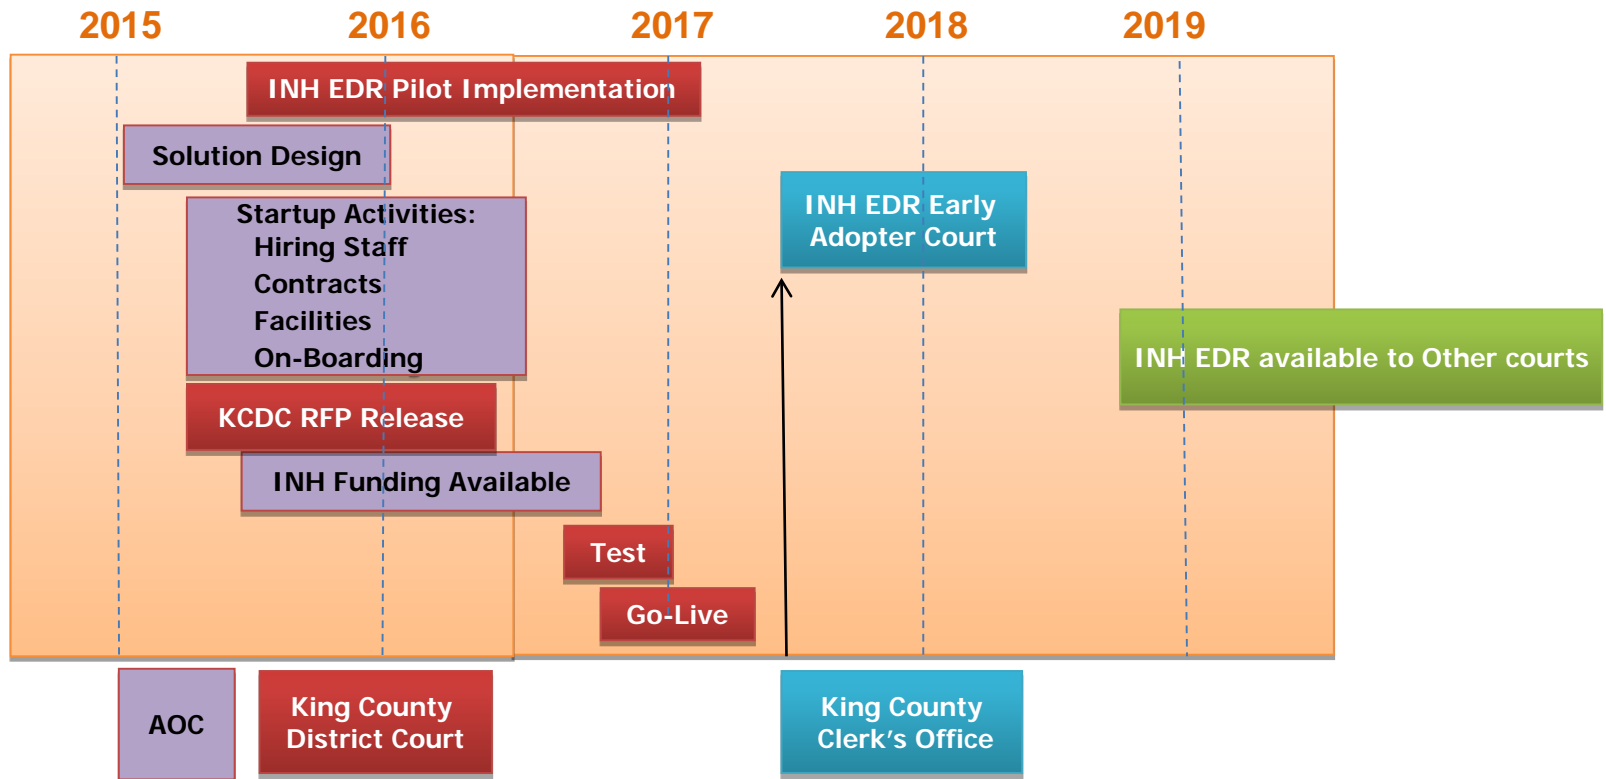 2015 2016 2017 2018 2019
INH EDR Pilot Implementation
Solution Design
INH EDR Early
Adopter Court
Startup Activities:
Hiring Staff
Contracts
Facilities
On-Boarding
INH EDR available to Other courts
KCDC RFP Release
INH Funding Available
Test
Go-Live
AOC
King County
District Court
King County
Clerk's Office